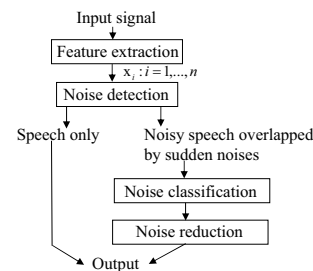 Input signal
Feature extraction
x_i : i = 1,...,n
Noise detection
Speech only
Noisy speech overlapped
by sudden noises
Noise classification
Noise reduction
Output